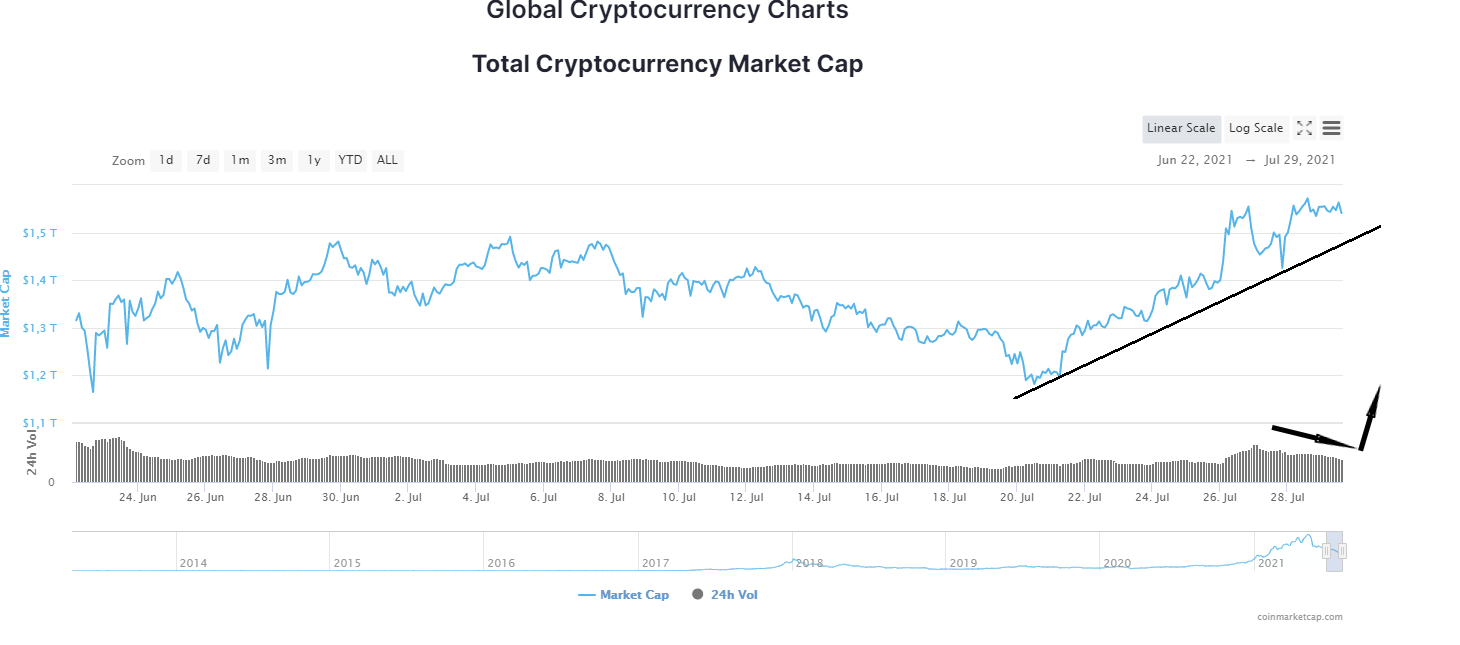 Global Cryptocurrency Charts
Total Cryptocurrency Market Cap
Linear Scale Log Scale
Zoom 1d 7d 1m 3m 1y YTD ALL
Jun 22, 2021 → Jul 29, 2021
Market Cap
$1,5 T
$1,4 T
$1,3 T
$1,2 T
$1,1 T
24h Vol
0
24. Jun 26. Jun 28. Jun 30. Jun 2. Jul 4. Jul 6. Jul 8. Jul 10. Jul 12. Jul 14. Jul 16. Jul 18. Jul 20. Jul 22. Jul 24. Jul 26. Jul 28. Jul
2014 2015 2016 2017 2018 2019 2020 2021
Market Cap 24h Vol
coinmarketcap.com